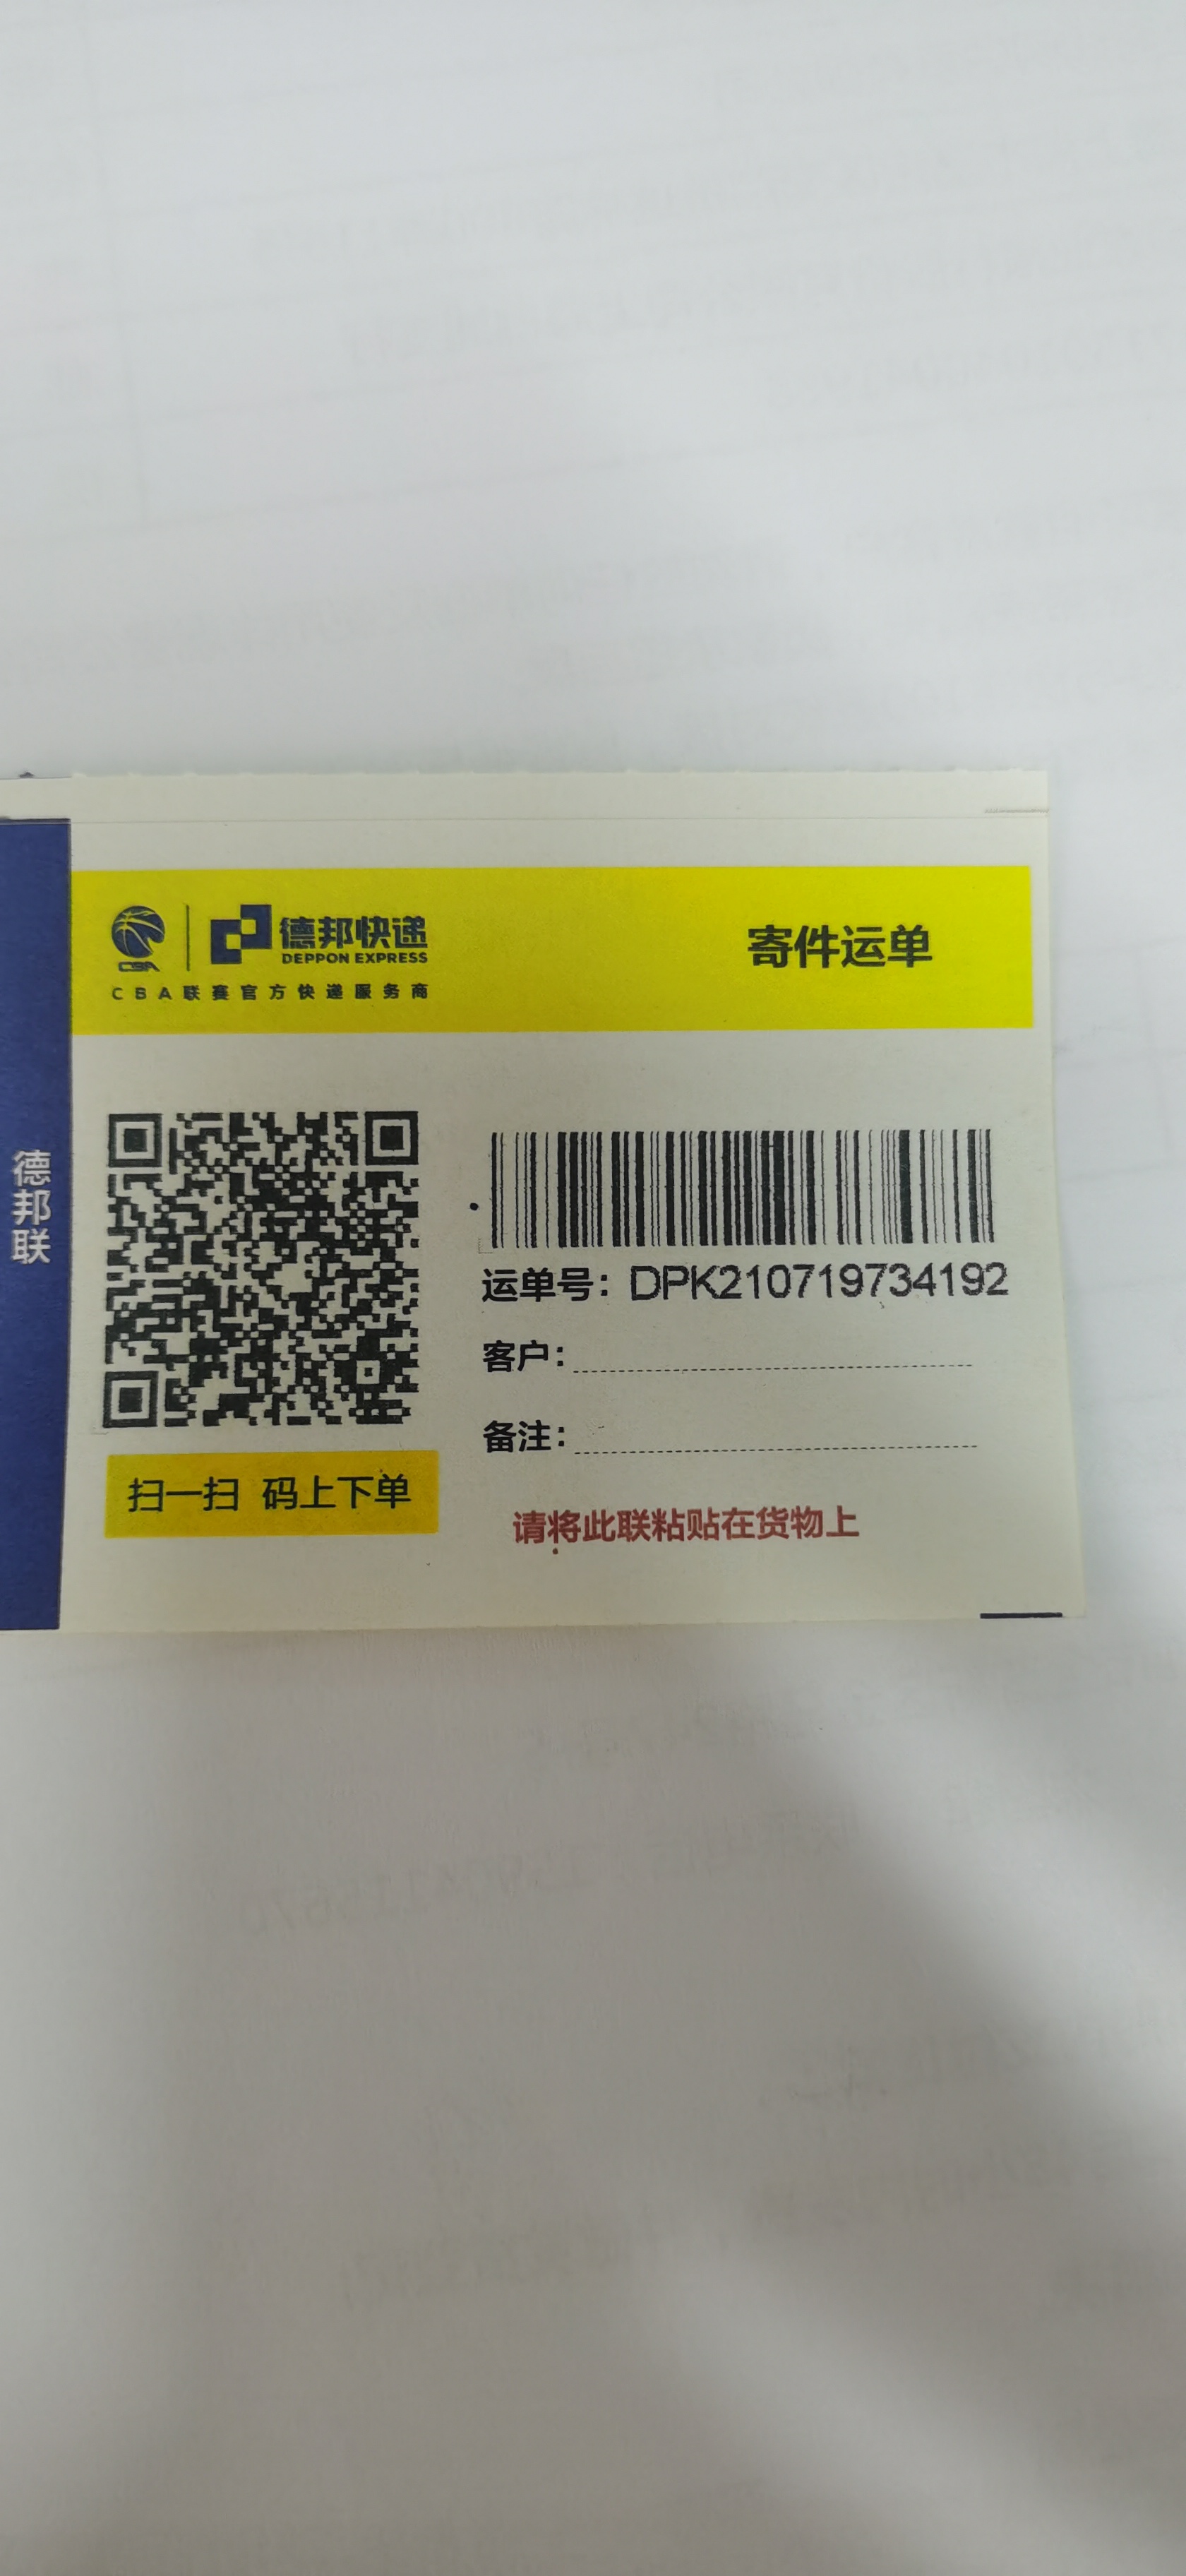 CBA
德邦快递
DEPPON EXPRESS
CBA联赛官方快递服务商
寄件运单
德邦联
运单号：DPK210719734192
客户：
备注：
扫一扫 码上下单
请将此联粘贴在货物上